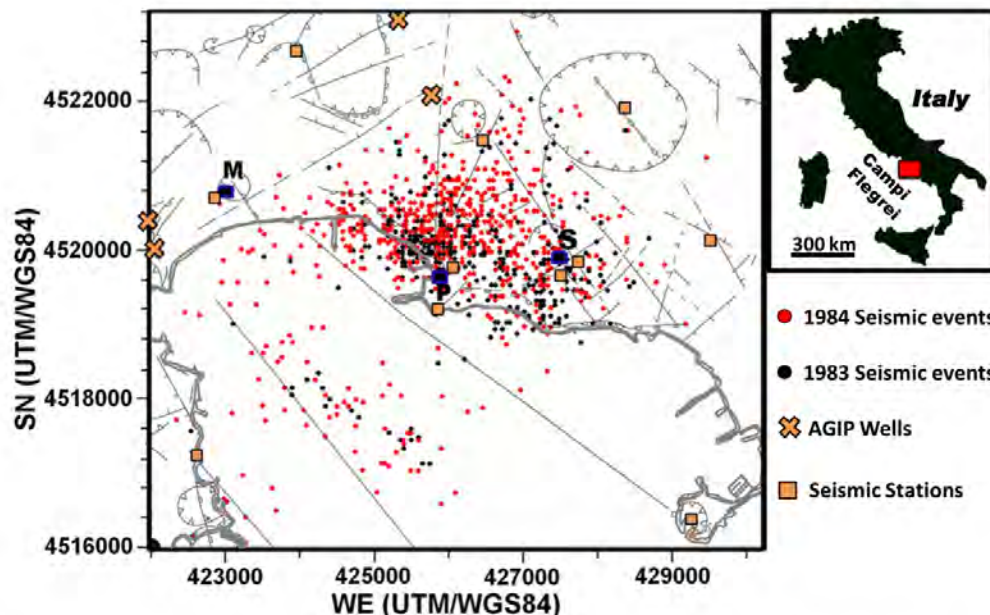 4522000
4520000
4518000
4516000
SN (UTM/WGS84)
423000
425000
427000
429000
WE (UTM/WGS84)
M
S
P
Italy
Campi
Flegrei
300 km
1984 Seismic events
1983 Seismic events
AGIP Wells
Seismic Stations